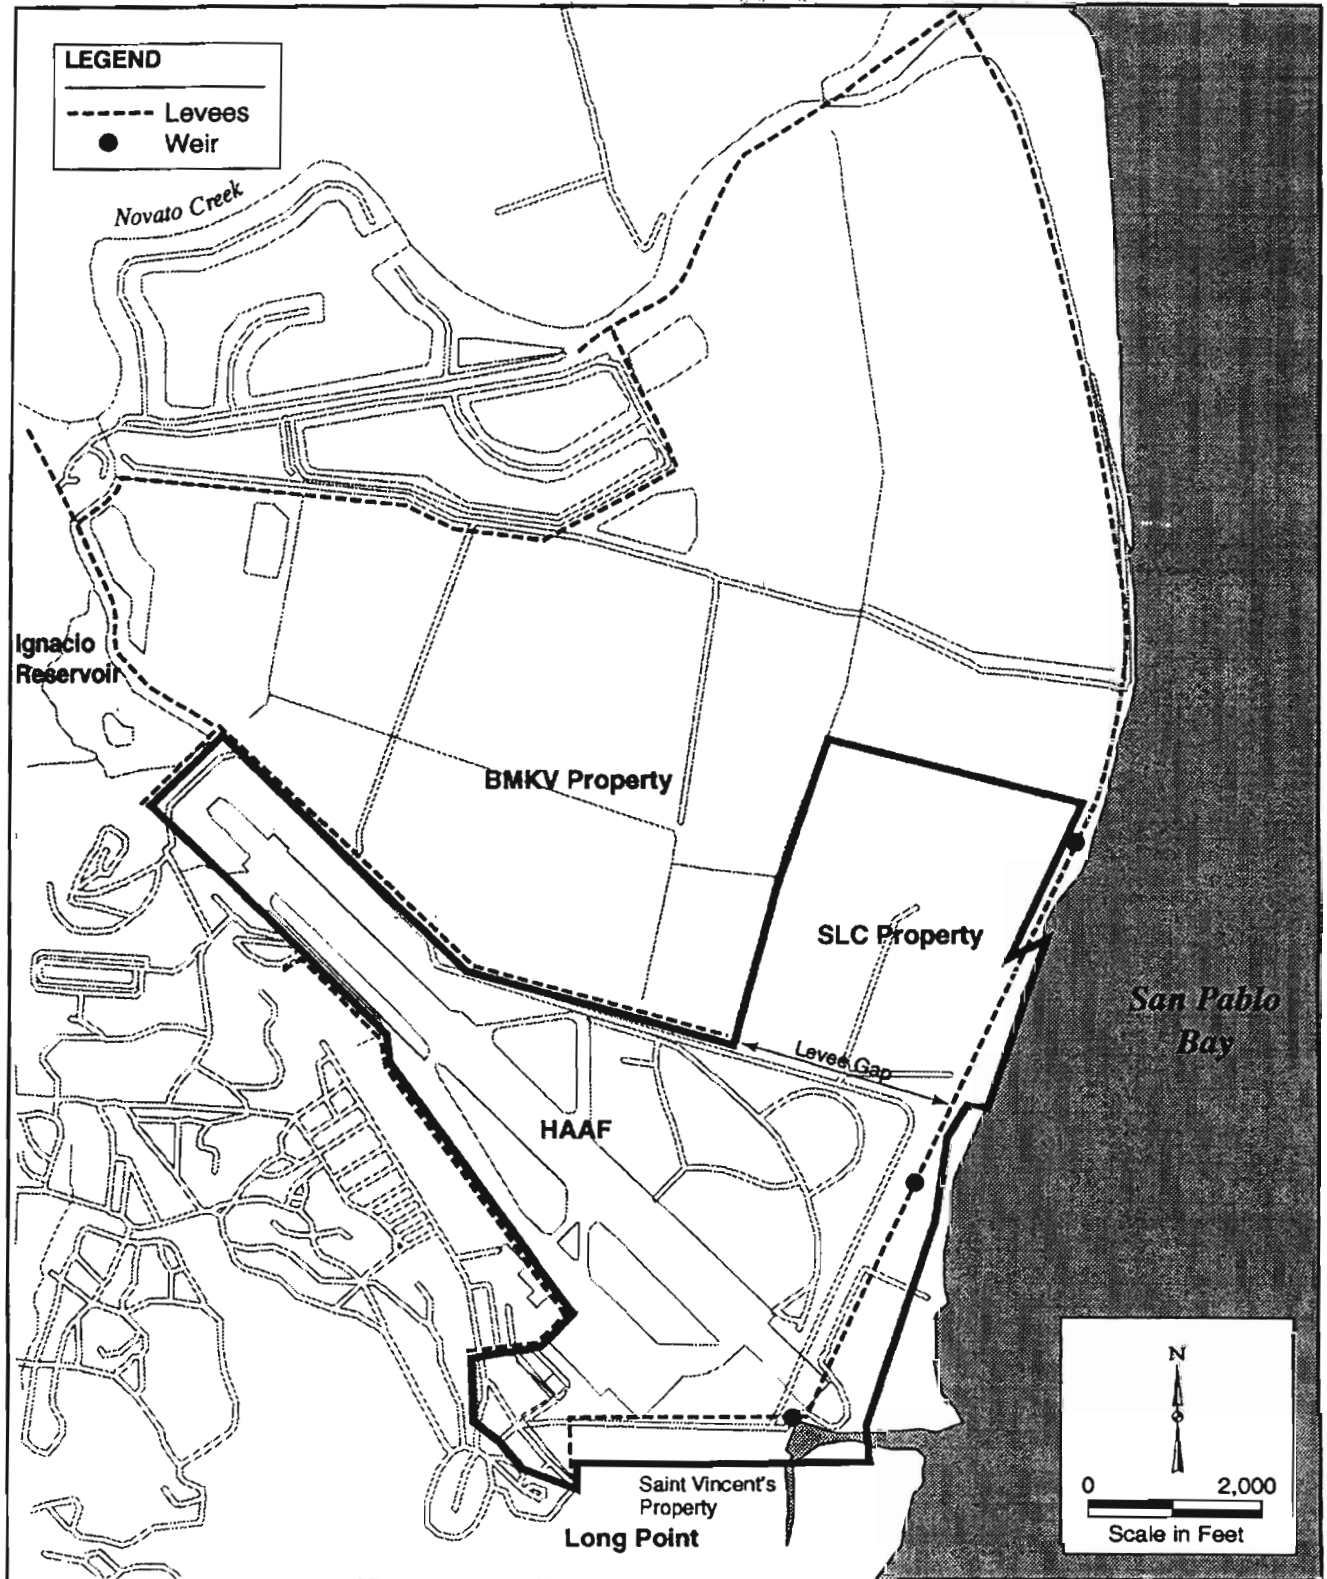 LEGEND
Levees
Weir
Novato Creek
Ignacio
Reservoir
BMKV Property
SLC Property
San Pablo
Bay
Levee Gap
HAAF
N
0 2,000
Scale in Feet
Saint Vincent's
Property
Long Point